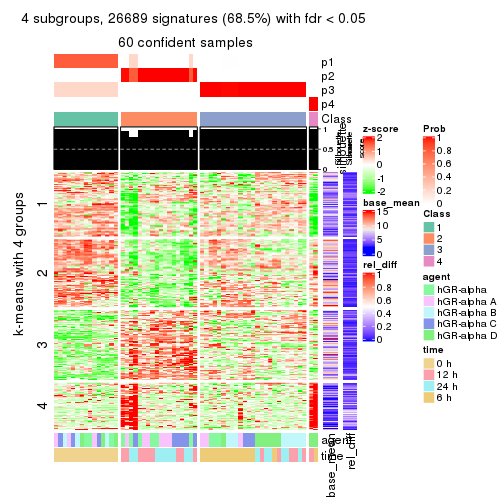 4 subgroups, 26689 signatures (68.5%) with fdr < 0.05
60 confident samples
p1
p2
p3
p4
Class
1
0.5
0
k-means with 4 groups
1
2
3
4
agent
time
base_mean
rel_diff
z-score
2
1
0
-1
-2
base_mean
15
10
5
0
rel_diff
1
0.8
0.6
0.4
0.2
0
Prob
1
0.8
0.6
0.4
0.2
0
Class
1
2
3
4
agent
hGR-alpha
hGR-alpha A
hGR-alpha B
hGR-alpha C
hGR-alpha D
time
0 h
12 h
24 h
6 h